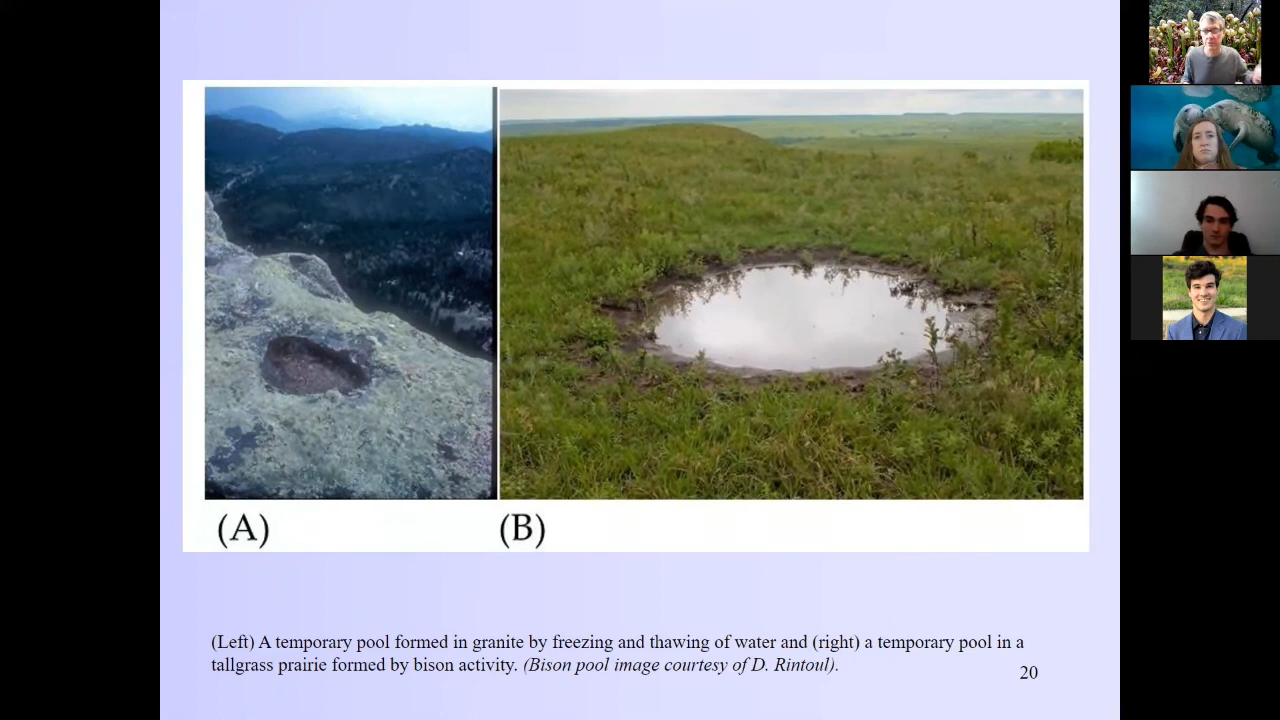 (A)
(B)
(Left) A temporary pool formed in granite by freezing and thawing of water and (right) a temporary pool in a
tallgrass prairie formed by bison activity. (Bison pool image courtesy of D. Rintoul).
20